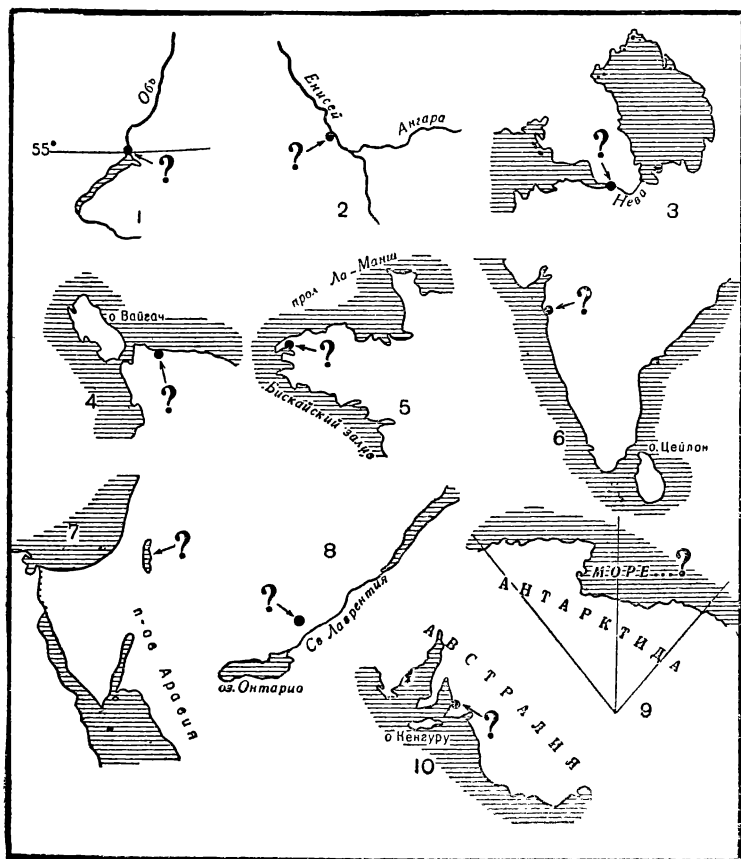 Обь
55°
?
1
Енисей
Ангара
?
2
?
Нева
3
о Вайгач
?
4
прол Ла-Манш
?
Бискайский залив
5
?
6
о. Цейлон
7
?
п-ов Аравия
8
?
Св Лаврентия
оз. Онтарио
МОРЕ....?
АНТАРКТИДА
9
АВСТРАЛИЯ
?
о Кенгуру
10